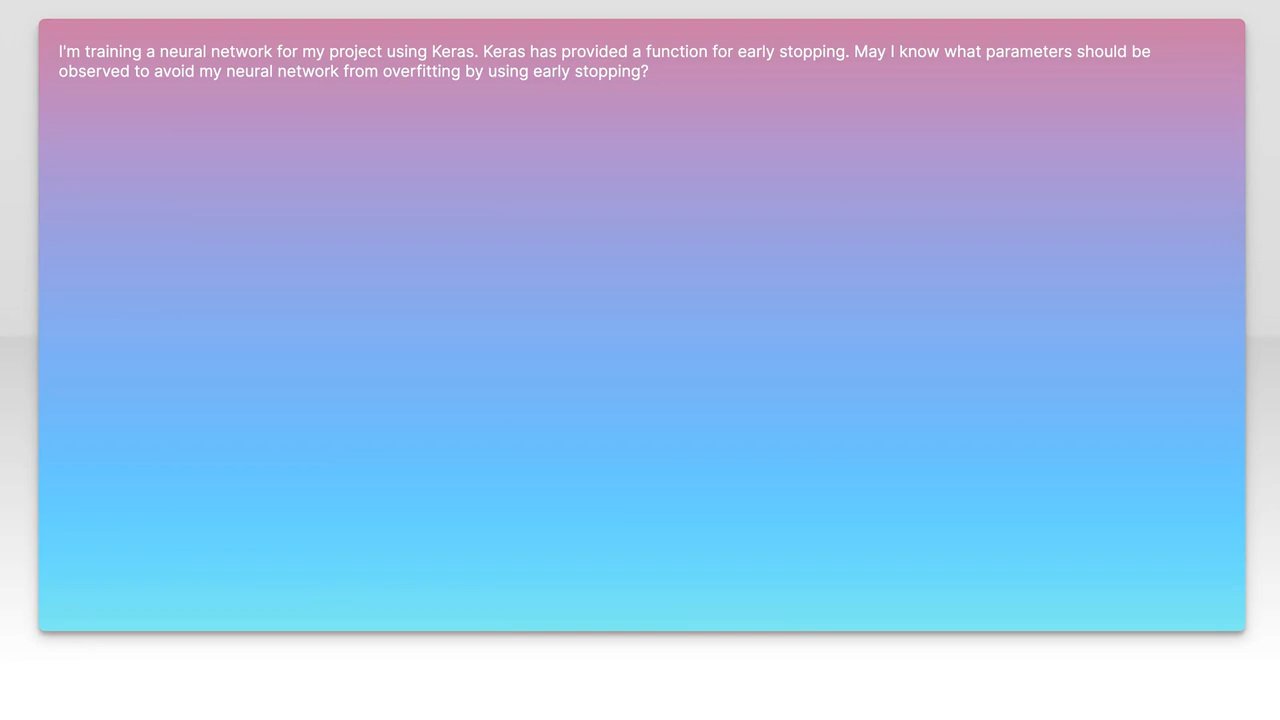 I'm training a neural network for my project using Keras. Keras has provided a function for early stopping. May I know what parameters should be
observed to avoid my neural network from overfitting by using early stopping?